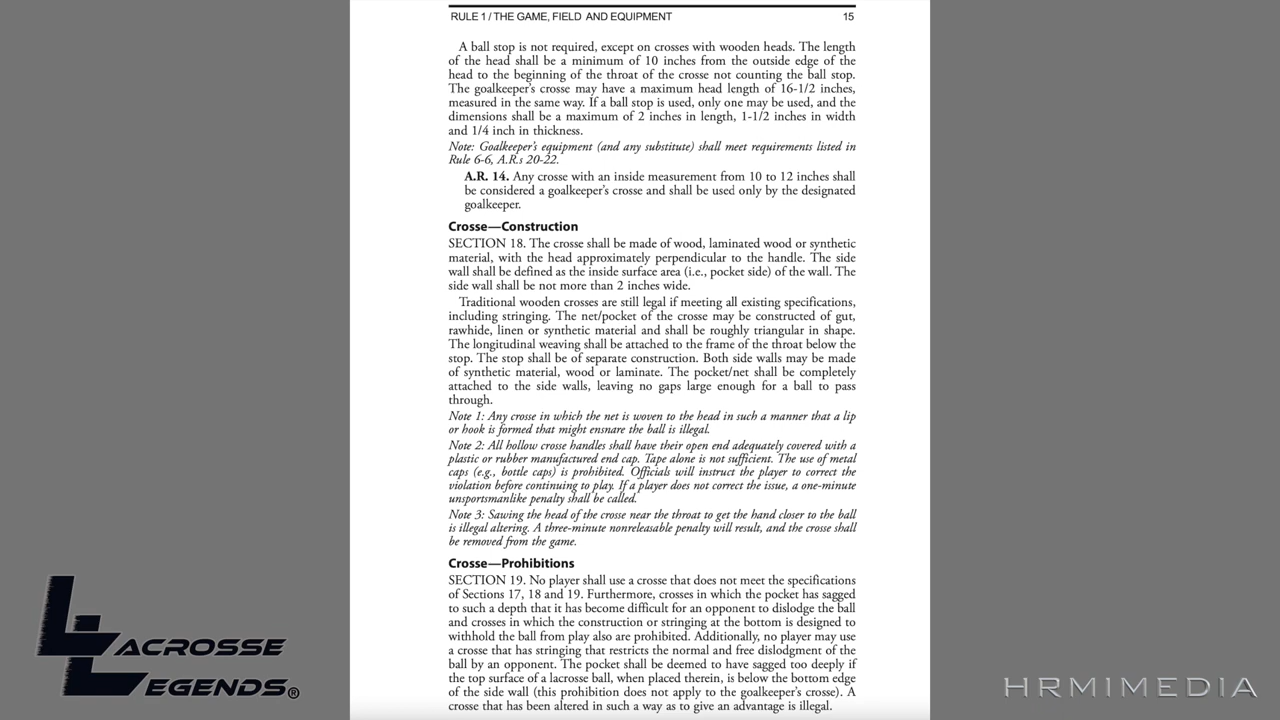 RULE 1 / THE GAME, FIELD AND EQUIPMENT 15
A ball stop is not required, except on crosses with wooden heads. The length
of the head shall be a minimum of 10 inches from the outside edge of the
head to the beginning of the throat of the crosse not counting the ball stop.
The goalkeeper's crosse may have a maximum head length of 16-1/2 inches,
measured in the same way. If a ball stop is used, only one may be used, and the
dimensions shall be a maximum of 2 inches in length, 1-1/2 inches in width
and 1/4 inch in thickness.
Note: Goalkeeper's equipment (and any substitute) shall meet requirements listed in
Rule 6-6, A.R.s 20-22.
A.R. 14. Any crosse with an inside measurement from 10 to 12 inches shall
be considered a goalkeeper's crosse and shall be used only by the designated
goalkeeper.
Crosse—Construction
SECTION 18. The crosse shall be made of wood, laminated wood or synthetic
material, with the head approximately perpendicular to the handle. The side
wall shall be defined as the inside surface area (i.e., pocket side) of the wall. The
side wall shall be not more than 2 inches wide.
Traditional wooden crosses are still legal if meeting all existing specifications,
including stringing. The net/pocket of the crosse may be constructed of gut,
rawhide, linen or synthetic material and shall be roughly triangular in shape.
The longitudinal weaving shall be attached to the frame of the throat below the
stop. The stop shall be of separate construction. Both side walls may be made
of synthetic material, wood or laminate. The pocket/net shall be completely
attached to the side walls, leaving no gaps large enough for a ball to pass
through.
Note 1: Any crosse in which the net is woven to the head in such a manner that a lip
or hook is formed that might ensnare the ball is illegal.
Note 2: All hollow crosse handles shall have their open end adequately covered with a
plastic or rubber manufactured end cap. Tape alone is not sufficient. The use of metal
caps (e.g., bottle caps) is prohibited. Officials will instruct the player to correct the
violation before continuing to play. If a player does not correct the issue, a one-minute
unsportsmanlike penalty shall be called.
Note 3: Sawing the head of the crosse near the throat to get the hand closer to the ball
is illegal altering. A three-minute nonreleasable penalty will result, and the crosse shall
be removed from the game.
Crosse—Prohibitions
SECTION 19. No player shall use a crosse that does not meet the specifications
of Sections 17, 18 and 19. Furthermore, crosses in which the pocket has sagged
to such a depth that it has become difficult for an opponent to dislodge the ball
and crosses in which the construction or stringing at the bottom is designed to
withhold the ball from play also are prohibited. Additionally, no player may use
a crosse that has stringing that restricts the normal and free dislodgment of the
ball by an opponent. The pocket shall be deemed to have sagged too deeply if
the top surface of a lacrosse ball, when placed therein, is below the bottom edge
of the side wall (this prohibition does not apply to the goalkeeper's crosse). A
crosse that has been altered in such a way as to give an advantage is illegal.
LACROSSE
LEGENDS®
HRMIMEDIA